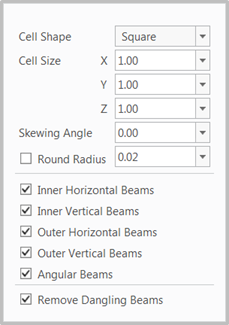 Cell Shape Square
Cell Size X 1.00
Y 1.00
Z 1.00
Skewing Angle 0.00
Round Radius 0.02
Inner Horizontal Beams
Inner Vertical Beams
Outer Horizontal Beams
Outer Vertical Beams
Angular Beams
Remove Dangling Beams